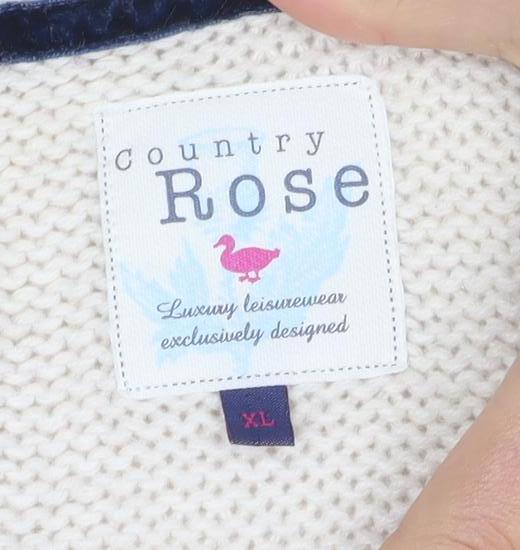 Country
Rose
Luxury leisurewear
exclusively designed
XL